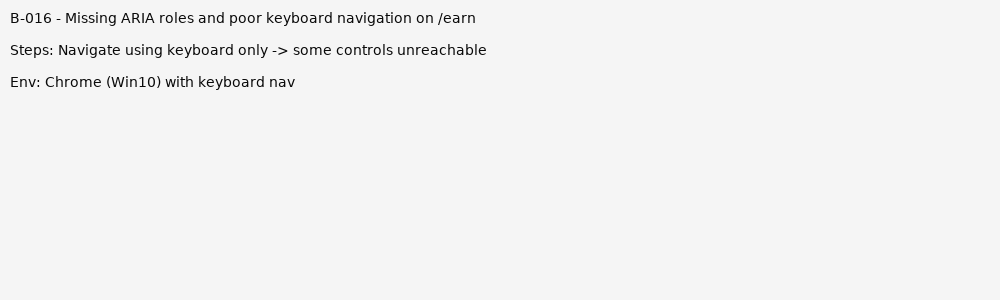 B-016 - Missing ARIA roles and poor keyboard navigation on /earn
Steps: Navigate using keyboard only -> some controls unreachable
Env: Chrome (Win10) with keyboard nav